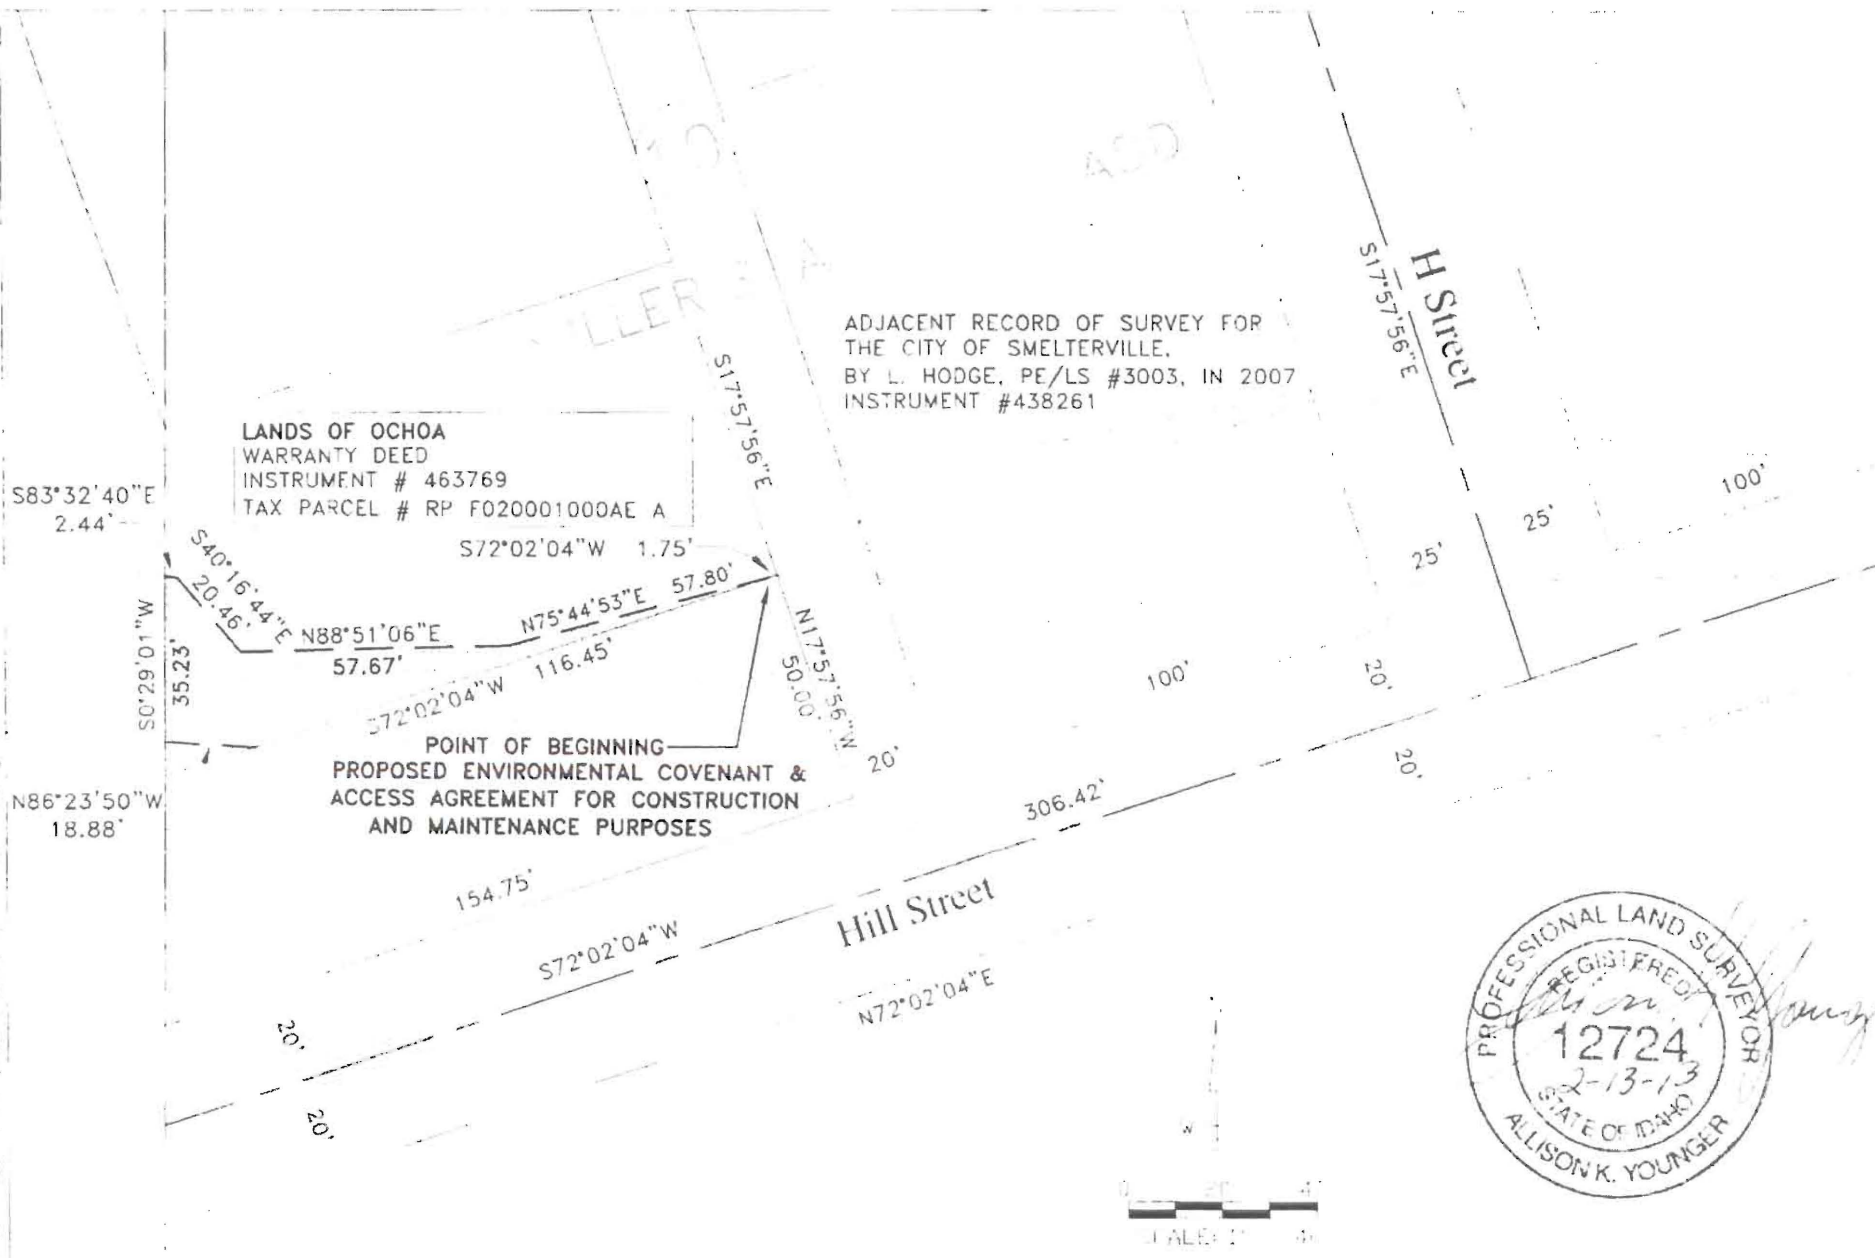 ADD
ADJACENT RECORD OF SURVEY FOR
THE CITY OF SMELTERVILLE,
BY L. HODGE, PE/LS #3003, IN 2007
INSTRUMENT #438261
H Street
S17°57'56"E
S17°57'56"E
LANDS OF OCHOA
WARRANTY DEED
INSTRUMENT # 463769
TAX PARCEL # RP F020001000AE A
S83°32'40"E
2.44'
S72°02'04"W 1.75'
S40°16'44"E
20.46'
N88°51'06"E
57.67'
N75°44'53"E 57.80'
S72°02'04"W 116.45'
S0°29'01"W
35.23'
N17°57'56"W
50.00'
N86°23'50"W
18.88'
POINT OF BEGINNING
PROPOSED ENVIRONMENTAL COVENANT &
ACCESS AGREEMENT FOR CONSTRUCTION
AND MAINTENANCE PURPOSES
100'
25'
25'
100'
20'
20'
20'
306.42'
154.75'
S72°02'04"W
Hill Street
N72°02'04"E
20'
20'
PROFESSIONAL LAND SURVEYOR
REGISTERED
12724
2-13-13
STATE OF IDAHO
ALLISON K. YOUNGER
W
0